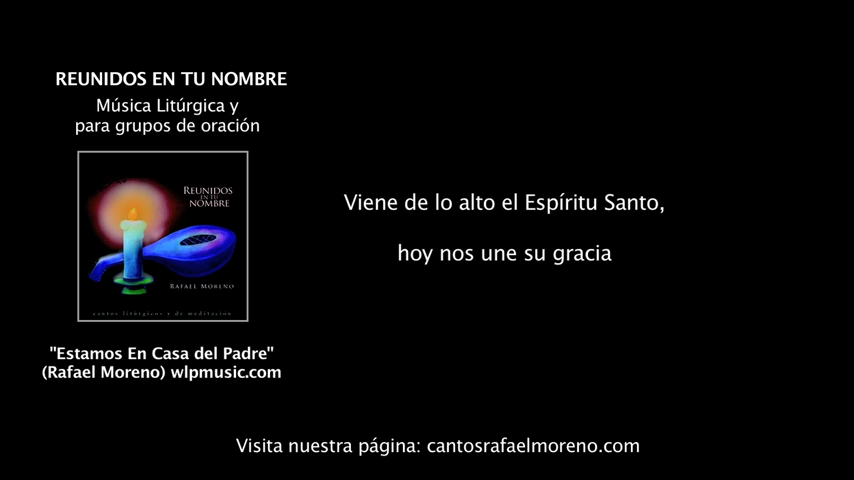 REUNIDOS EN TU NOMBRE
Música Litúrgica y
para grupos de oración
REUNIDOS
EN TU
NOMBRE
RAFAEL MORENO
cantos litúrgicos y de meditación
"Estamos En Casa del Padre"
(Rafael Moreno) wlpmusic.com
Viene de lo alto el Espíritu Santo,
hoy nos une su gracia
Visita nuestra página: cantosrafaelmoreno.com